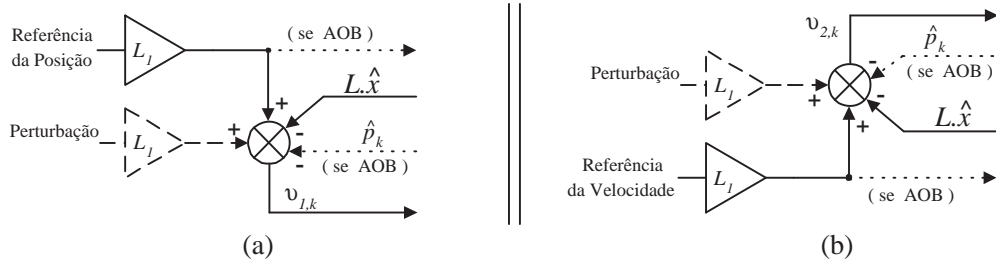 Referência
da Posição
L1
( se AOB )
+
L.x̂
Perturbação
L1
+
-
p̂k
-
( se AOB )
υ1,k
(a)
υ2,k
p̂k
-
( se AOB )
Perturbação
L1
+
-
L.x̂
+
Referência
da Velocidade
L1
( se AOB )
(b)